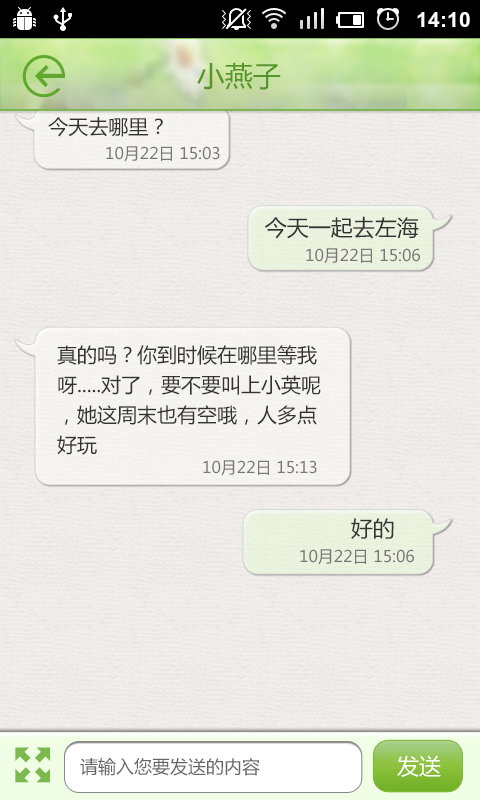 14:10
小燕子
今天去哪里？
10月22日 15:03
今天一起去左海
10月22日 15:06
真的吗？你到时候在哪里等我
呀.....对了，要不要叫上小英呢
，她这周末也有空哦，人多点
好玩
10月22日 15:13
好的
10月22日 15:06
请输入您要发送的内容
发送